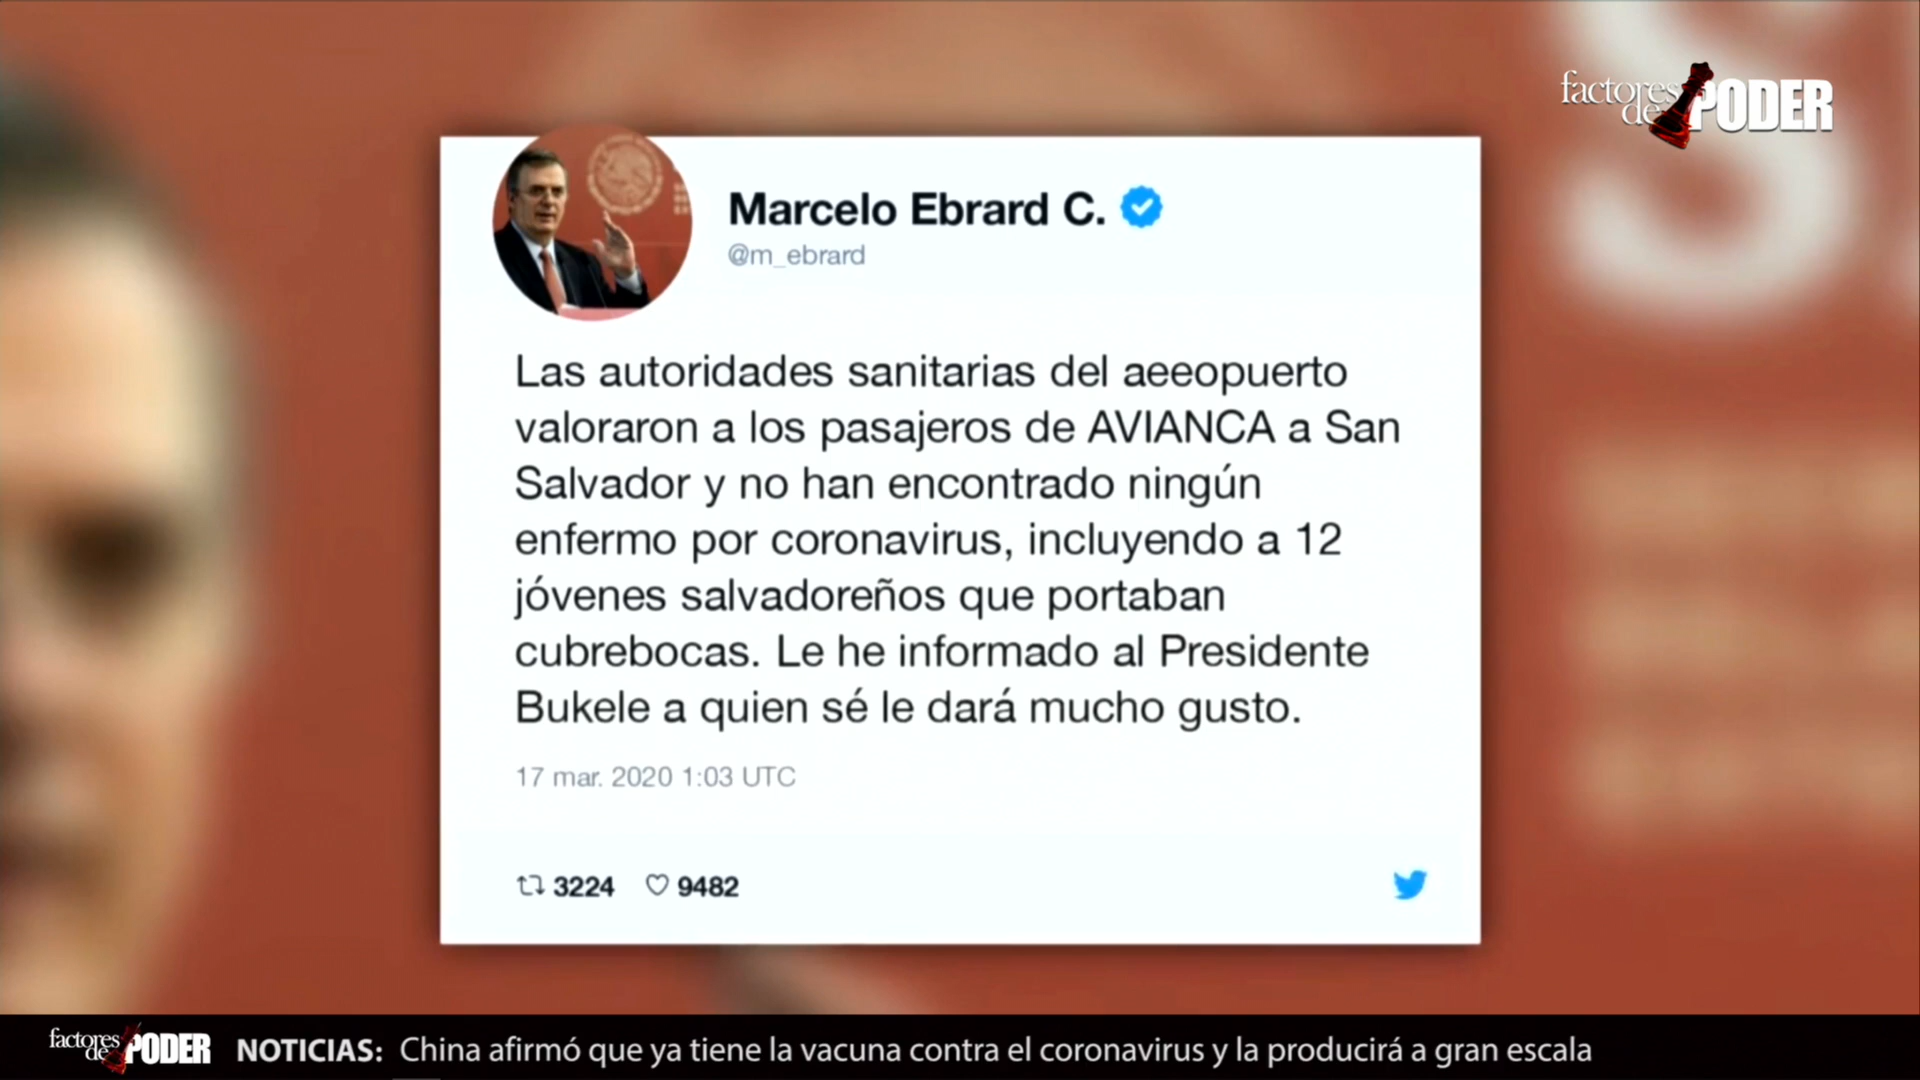 factores
de PODER
Marcelo Ebrard C.
@m_ebrard
Las autoridades sanitarias del aeeopuerto
valoraron a los pasajeros de AVIANCA a San
Salvador y no han encontrado ningún
enfermo por coronavirus, incluyendo a 12
jóvenes salvadoreños que portaban
cubrebocas. Le he informado al Presidente
Bukele a quien sé le dará mucho gusto.
17 mar. 2020 1:03 UTC
3224 9482
factores
de PODER NOTICIAS: China afirmó que ya tiene la vacuna contra el coronavirus y la producirá a gran escala